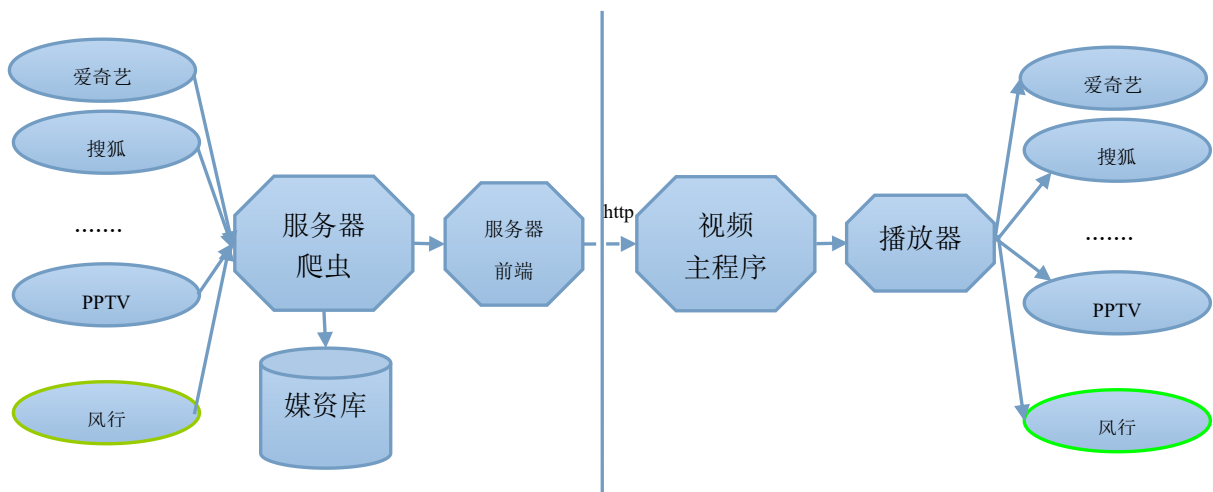 爱奇艺
搜狐
.......
PPTV
风行
服务器
爬虫
媒资库
服务器
前端
http
视频
主程序
播放器
爱奇艺
搜狐
.......
PPTV
风行